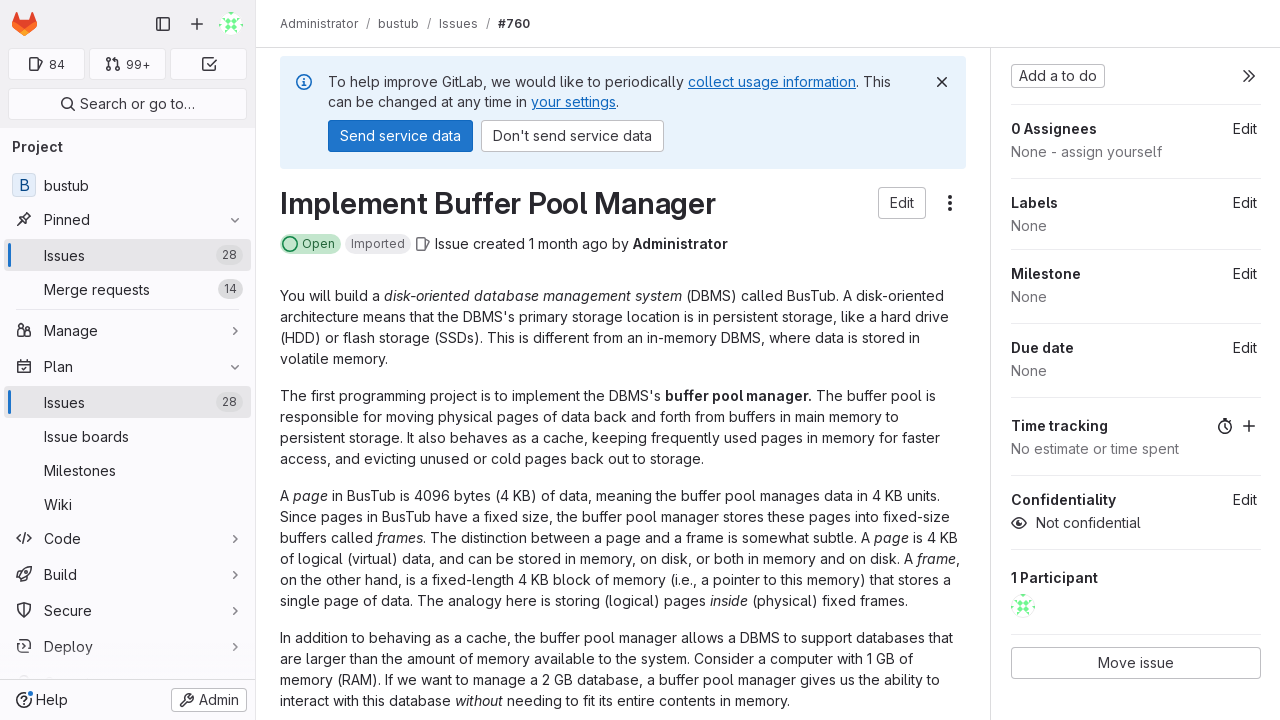 84
99+
Search or go to…
Project
B bustub
Pinned
Issues 28
Merge requests 14
Manage
Plan
Issues 28
Issue boards
Milestones
Wiki
Code
Build
Secure
Deploy
Help
Admin
Administrator / bustub / Issues / #760
To help improve GitLab, we would like to periodically collect usage information. This
can be changed at any time in your settings.
Send service data
Don't send service data
Implement Buffer Pool Manager
Edit
Open Imported Issue created 1 month ago by Administrator
You will build a disk-oriented database management system (DBMS) called BusTub. A disk-oriented
architecture means that the DBMS's primary storage location is in persistent storage, like a hard drive
(HDD) or flash storage (SSDs). This is different from an in-memory DBMS, where data is stored in
volatile memory.
The first programming project is to implement the DBMS's buffer pool manager. The buffer pool is
responsible for moving physical pages of data back and forth from buffers in main memory to
persistent storage. It also behaves as a cache, keeping frequently used pages in memory for faster
access, and evicting unused or cold pages back out to storage.
A page in BusTub is 4096 bytes (4 KB) of data, meaning the buffer pool manages data in 4 KB units.
Since pages in BusTub have a fixed size, the buffer pool manager stores these pages into fixed-size
buffers called frames. The distinction between a page and a frame is somewhat subtle. A page is 4 KB
of logical (virtual) data, and can be stored in memory, on disk, or both in memory and on disk. A frame,
on the other hand, is a fixed-length 4 KB block of memory (i.e., a pointer to this memory) that stores a
single page of data. The analogy here is storing (logical) pages inside (physical) fixed frames.
In addition to behaving as a cache, the buffer pool manager allows a DBMS to support databases that
are larger than the amount of memory available to the system. Consider a computer with 1 GB of
memory (RAM). If we want to manage a 2 GB database, a buffer pool manager gives us the ability to
interact with this database without needing to fit its entire contents in memory.
Add a to do
0 Assignees Edit
None - assign yourself
Labels Edit
None
Milestone Edit
None
Due date Edit
None
Time tracking
No estimate or time spent
Confidentiality Edit
Not confidential
1 Participant
Move issue